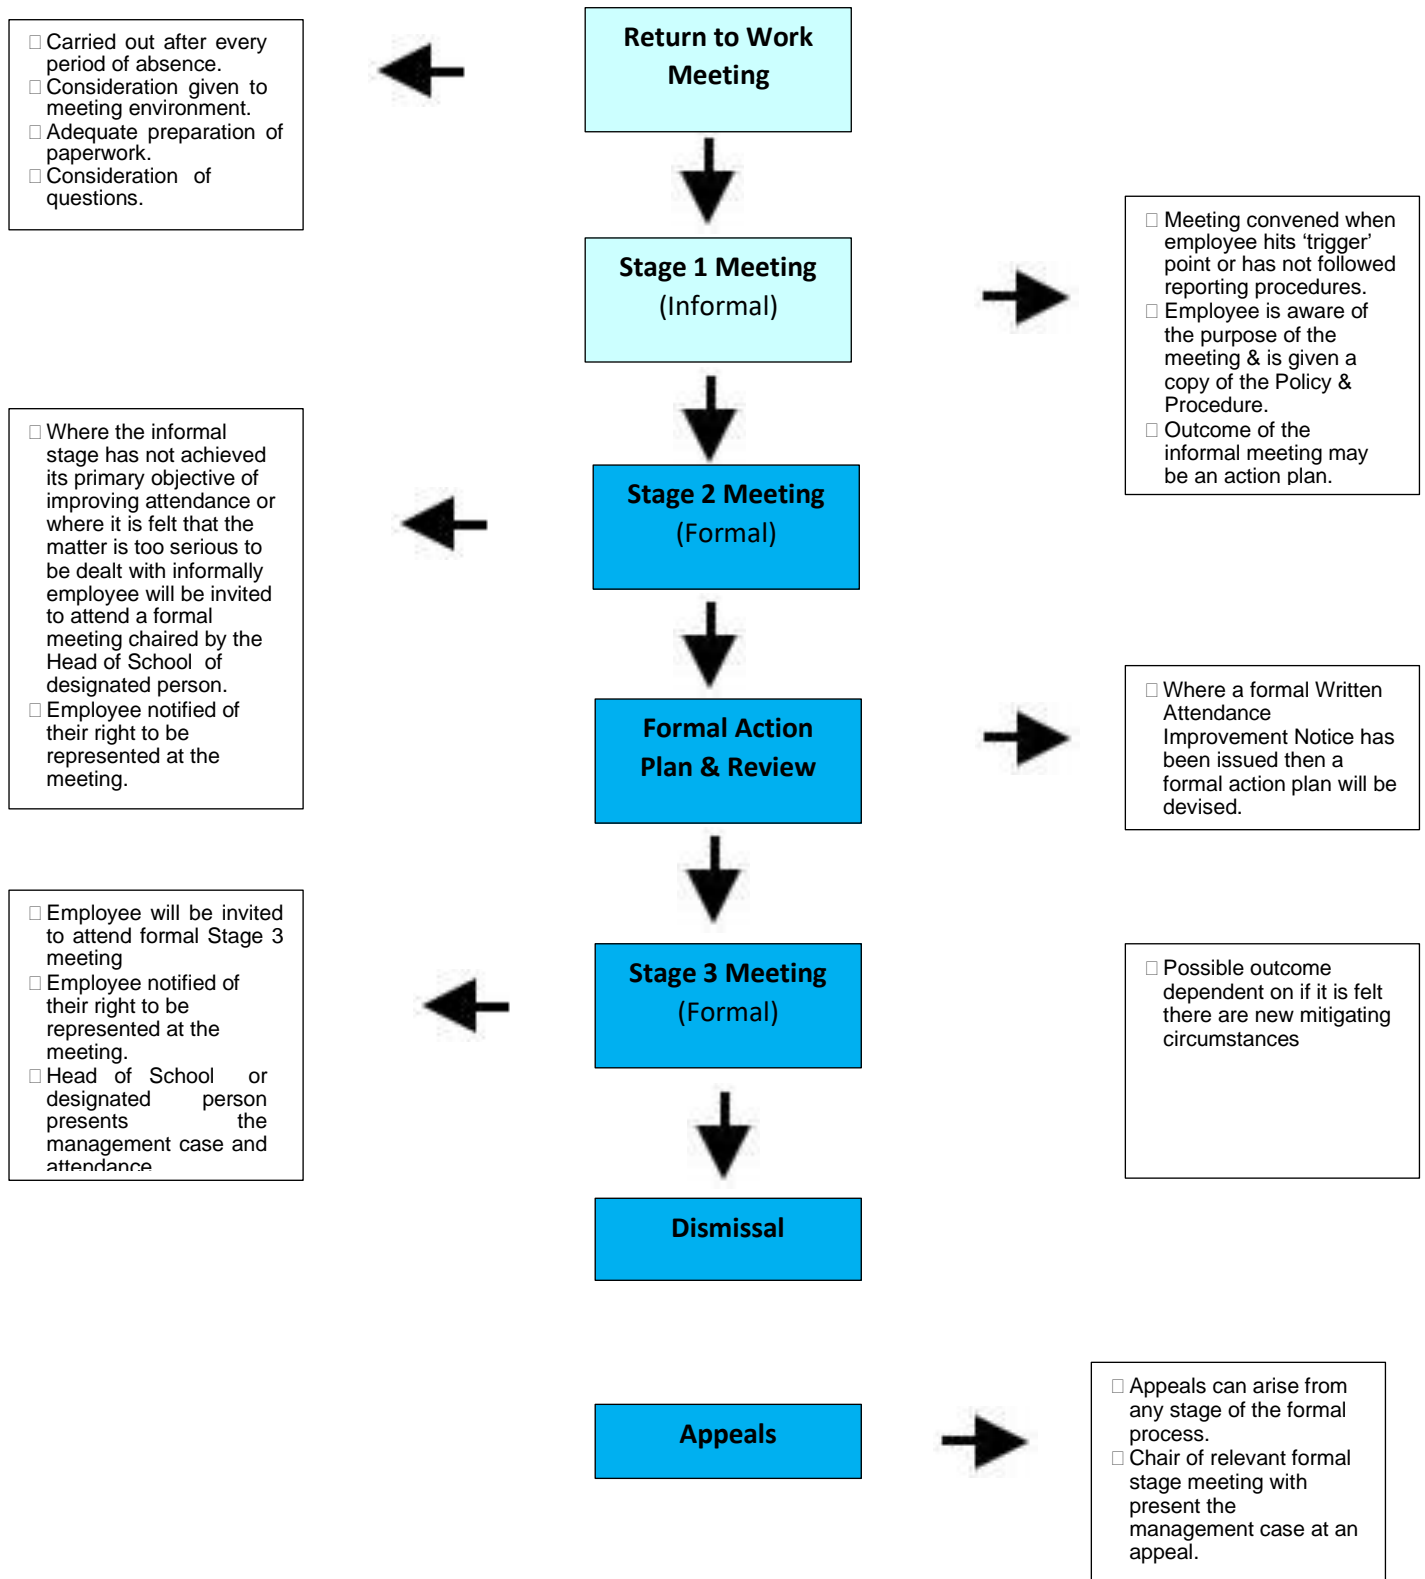 Return to Work
Meeting
□ Carried out after every
period of absence.
□ Consideration given to
meeting environment.
□ Adequate preparation of
paperwork.
□ Consideration of
questions.
Stage 1 Meeting
(Informal)
□ Meeting convened when
employee hits ‘trigger’
point or has not followed
reporting procedures.
□ Employee is aware of
the purpose of the
meeting & is given a
copy of the Policy &
Procedure.
□ Outcome of the
informal meeting may
be an action plan.
Stage 2 Meeting
(Formal)
□ Where the informal
stage has not achieved
its primary objective of
improving attendance or
where it is felt that the
matter is too serious to
be dealt with informally
employee will be invited
to attend a formal
meeting chaired by the
Head of School of
designated person.
□ Employee notified of
their right to be
represented at the
meeting.
Formal Action
Plan & Review
□ Where a formal Written
Attendance
Improvement Notice has
been issued then a
formal action plan will be
devised.
Stage 3 Meeting
(Formal)
□ Employee will be invited
to attend formal Stage 3
meeting
□ Employee notified of
their right to be
represented at the
meeting.
□ Head of School or
designated person
presents the
management case and
attendance
□ Possible outcome
dependent on if it is felt
there are new mitigating
circumstances
Dismissal
Appeals
□ Appeals can arise from
any stage of the formal
process.
□ Chair of relevant formal
stage meeting with
present the
management case at an
appeal.